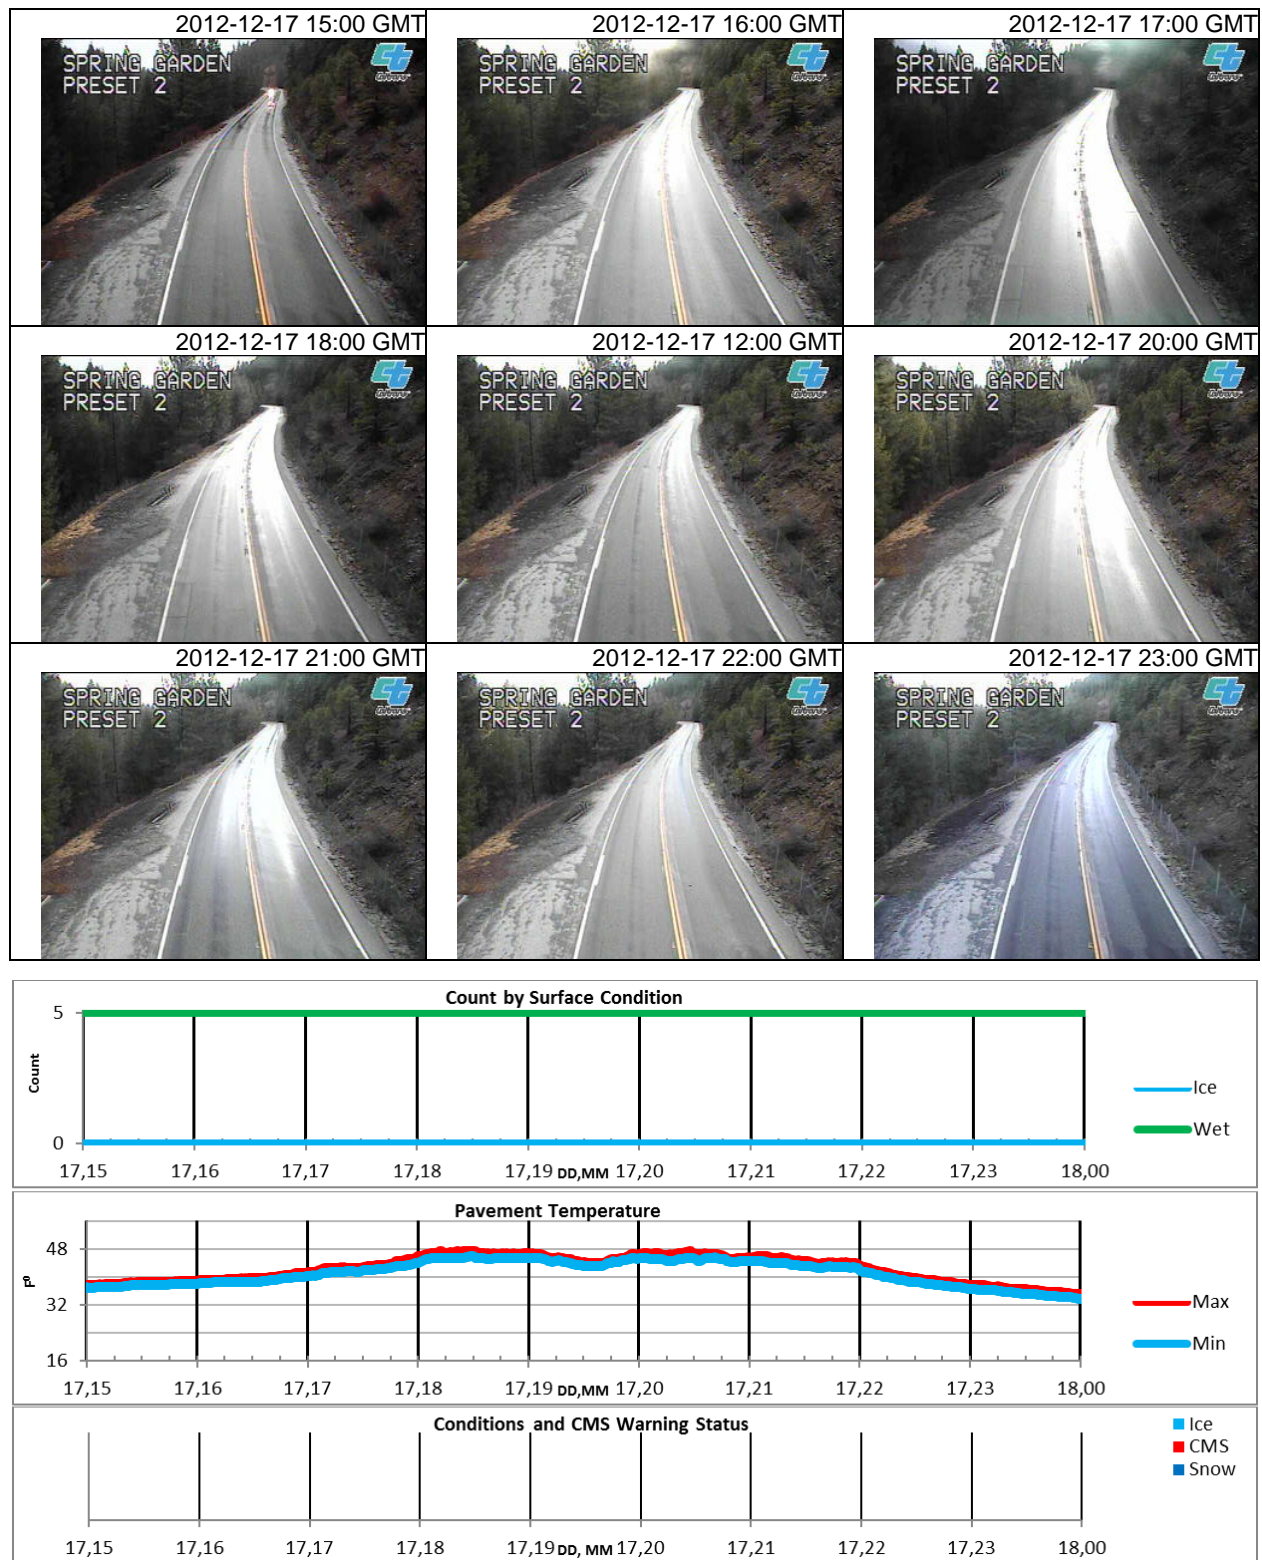 2012-12-17 15:00 GMT
2012-12-17 16:00 GMT
2012-12-17 17:00 GMT
SPRING GARDEN
PRESET 2
SPRING GARDEN
PRESET 2
SPRING GARDEN
PRESET 2
2012-12-17 18:00 GMT
2012-12-17 12:00 GMT
2012-12-17 20:00 GMT
SPRING GARDEN
PRESET 2
SPRING GARDEN
PRESET 2
SPRING GARDEN
PRESET 2
2012-12-17 21:00 GMT
2012-12-17 22:00 GMT
2012-12-17 23:00 GMT
SPRING GARDEN
PRESET 2
SPRING GARDEN
PRESET 2
SPRING GARDEN
PRESET 2
Count by Surface Condition
5
Count
0
Ice
Wet
17,15 17,16 17,17 17,18 17,19 DD,MM 17,20 17,21 17,22 17,23 18,00
Pavement Temperature
48
F⁰
32
16
Max
Min
17,15 17,16 17,17 17,18 17,19 DD,MM 17,20 17,21 17,22 17,23 18,00
Conditions and CMS Warning Status
Ice
CMS
Snow
17,15 17,16 17,17 17,18 17,19 DD, MM 17,20 17,21 17,22 17,23 18,00